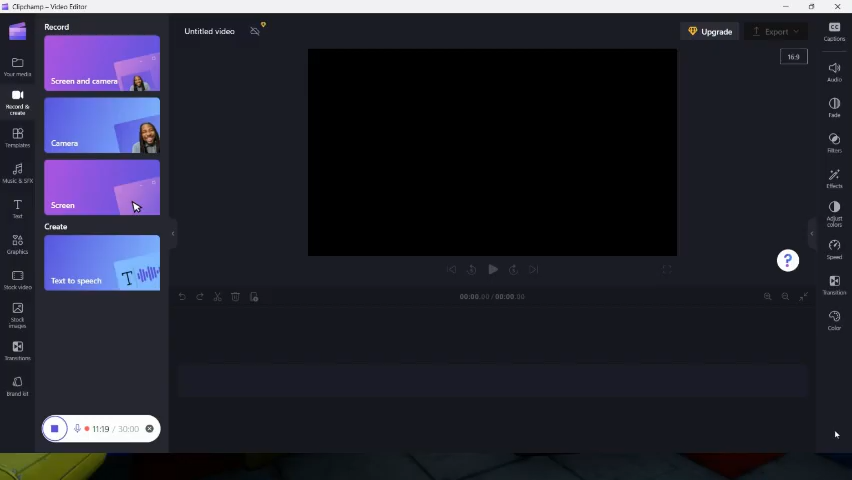 Clipchamp – Video Editor
Record
Untitled video
Upgrade
Export
Captions
16:9
Your media
Screen and camera
Audio
Record &
create
Fade
Templates
Camera
Filters
Music & SFX
Effects
Text
Screen
Adjust
colors
Create
Graphics
Speed
?
Text to speech
T
Stock video
Transition
00:00.00 / 00:00.00
Stock
images
Color
Transitions
Brand kit
11:19 / 30:00